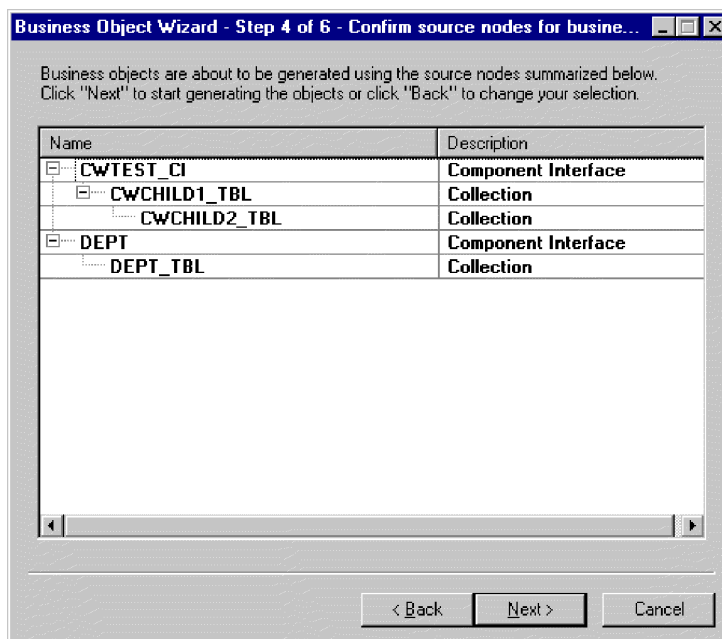 Business Object Wizard - Step 4 of 6 - Confirm source nodes for busine...
Business objects are about to be generated using the source nodes summarized below.
Click "Next" to start generating the objects or click "Back" to change your selection.
Name Description
CWTEST_CI Component Interface
CWCHILD1_TBL Collection
CWCHILD2_TBL Collection
DEPT Component Interface
DEPT_TBL Collection
< Back Next > Cancel